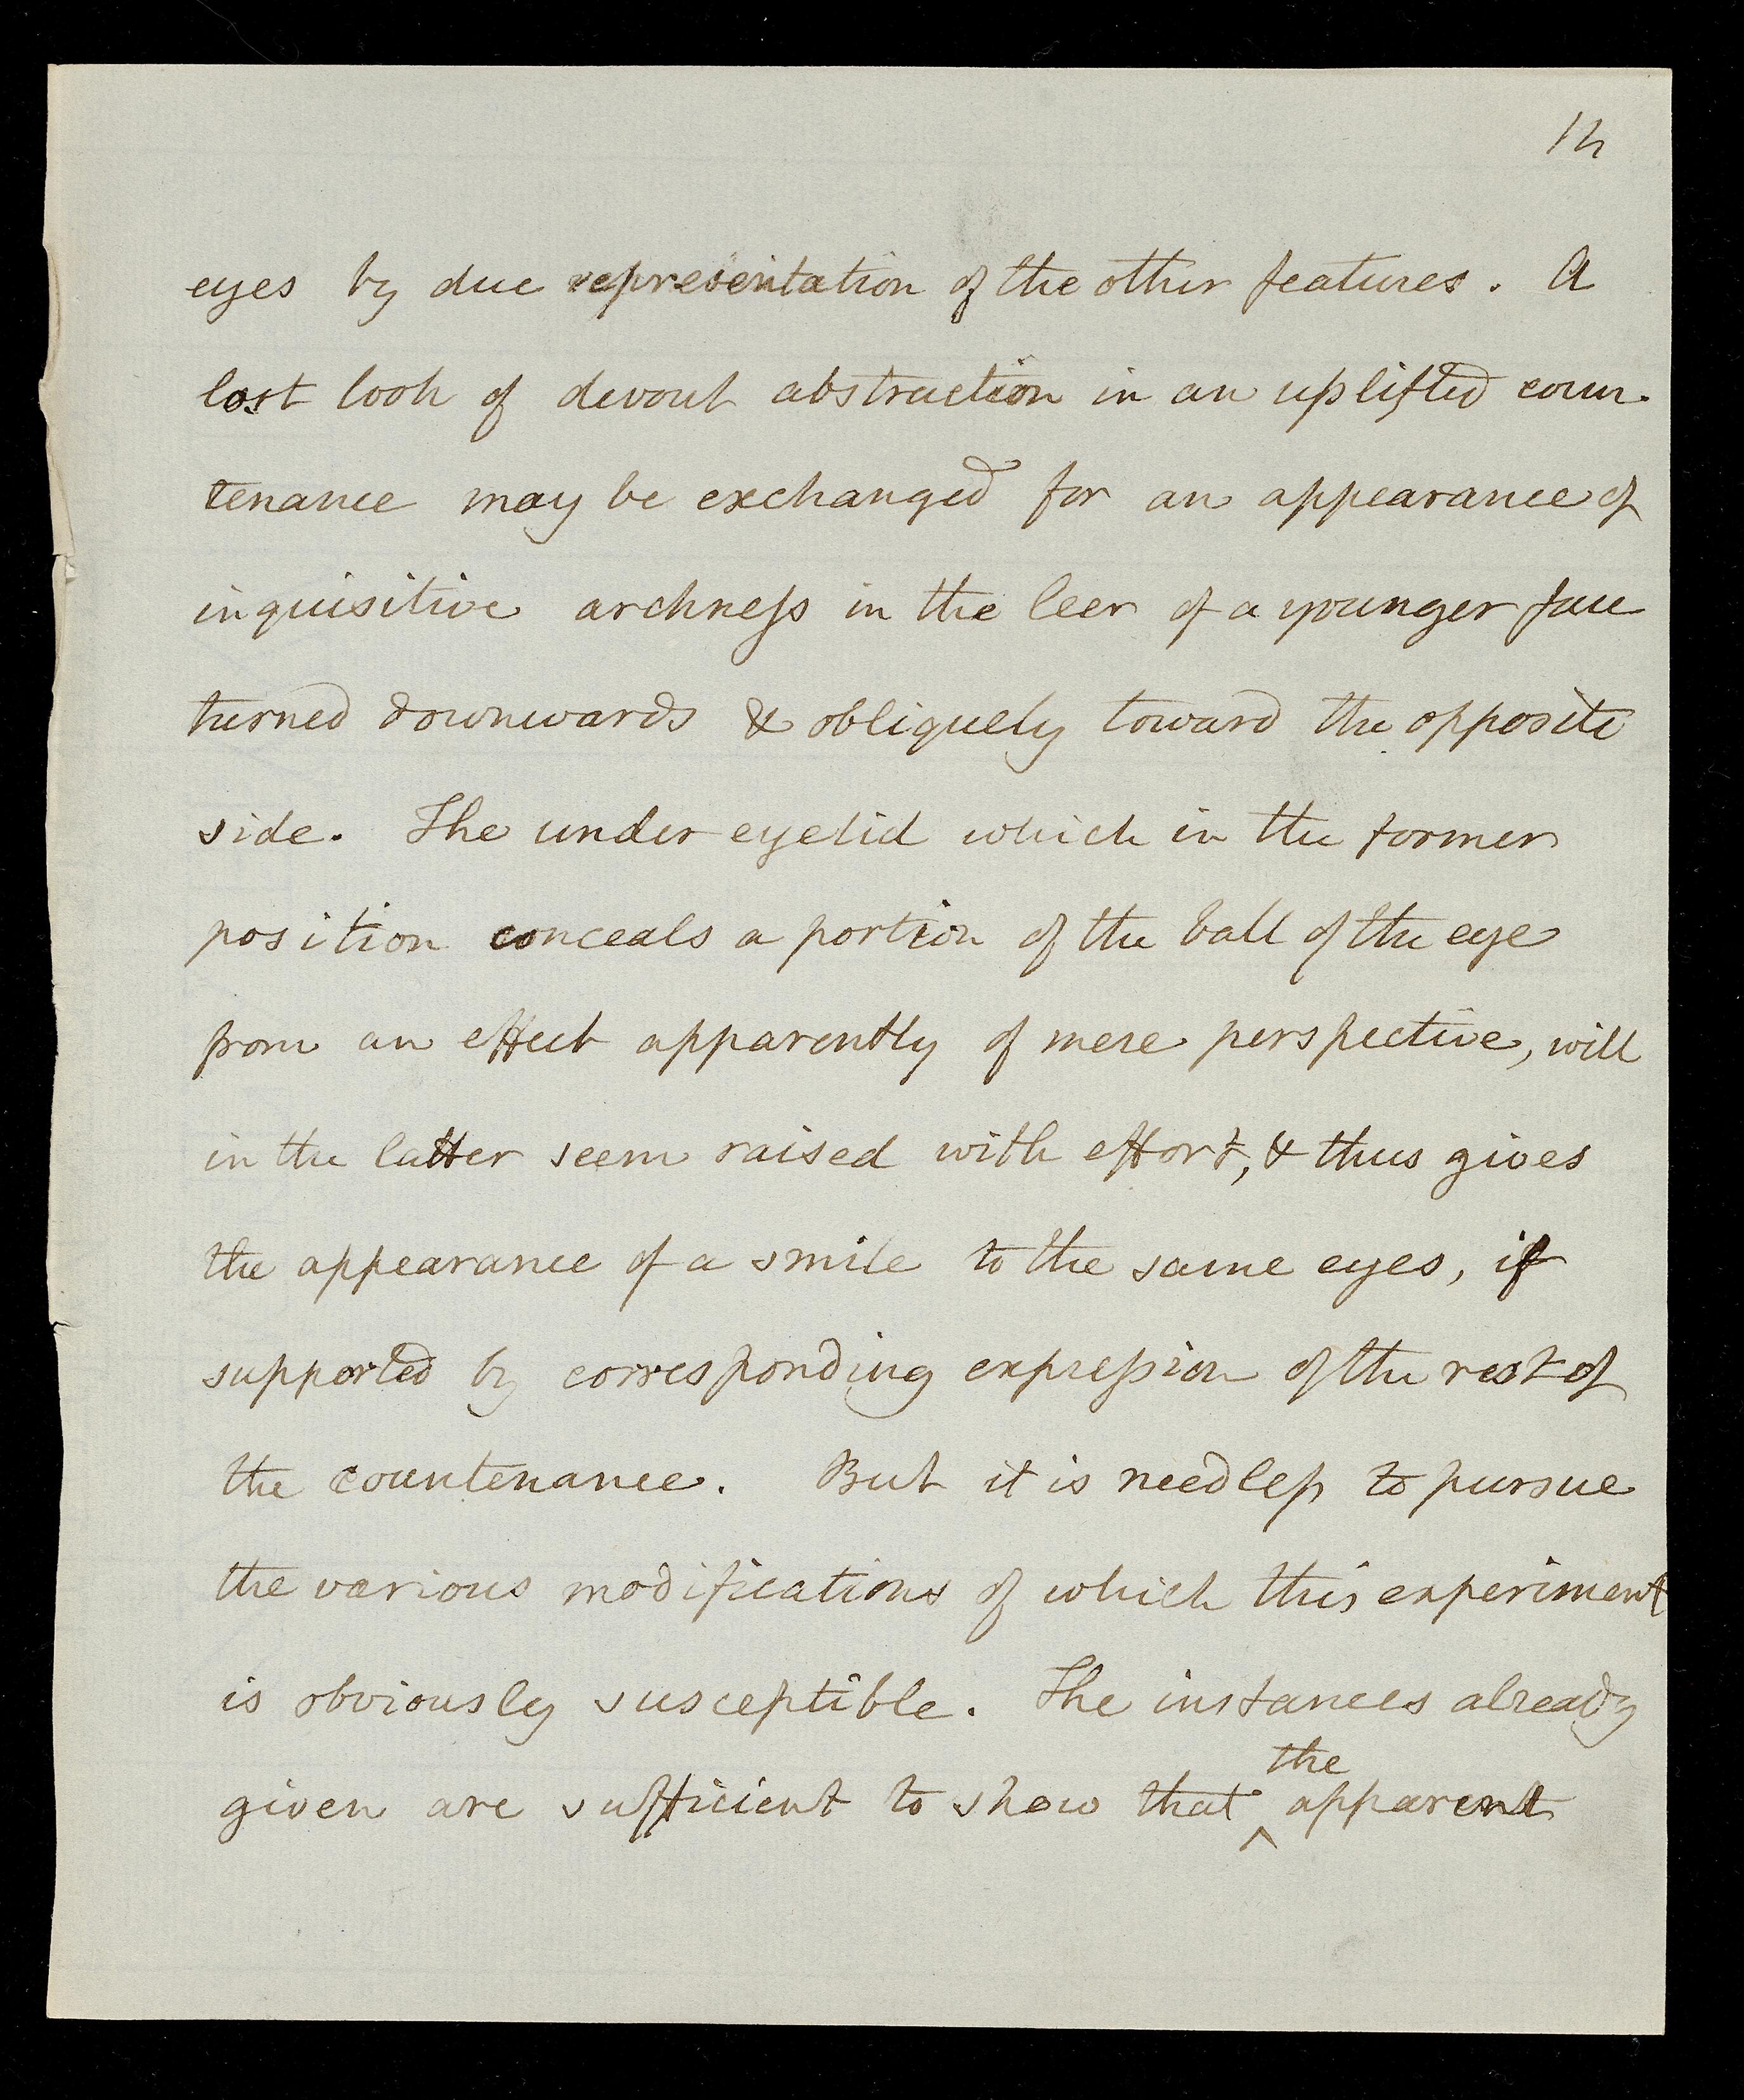 12
eyes by due representation of the other features. A
lost look of devout abstraction in an uplifted coun-
tenance may be exchanged for an appearance of
inquisitive archneſs in the leer of a younger face
turned downwards & obliquely toward the opposite
side. The under eyelid which in the former
position conceals a portion of the ball of the eye
from an effect apparently of mere perspective, will
in the latter seem raised with effort, & thus gives
the appearance of a smile to the same eyes, if
supported by corresponding expreſsion of the rest of
the countenance. But it is needleſs to pursue
the various modifications of which this experiment
is obviously susceptible. The instances already
given are sufficient to show that the apparent